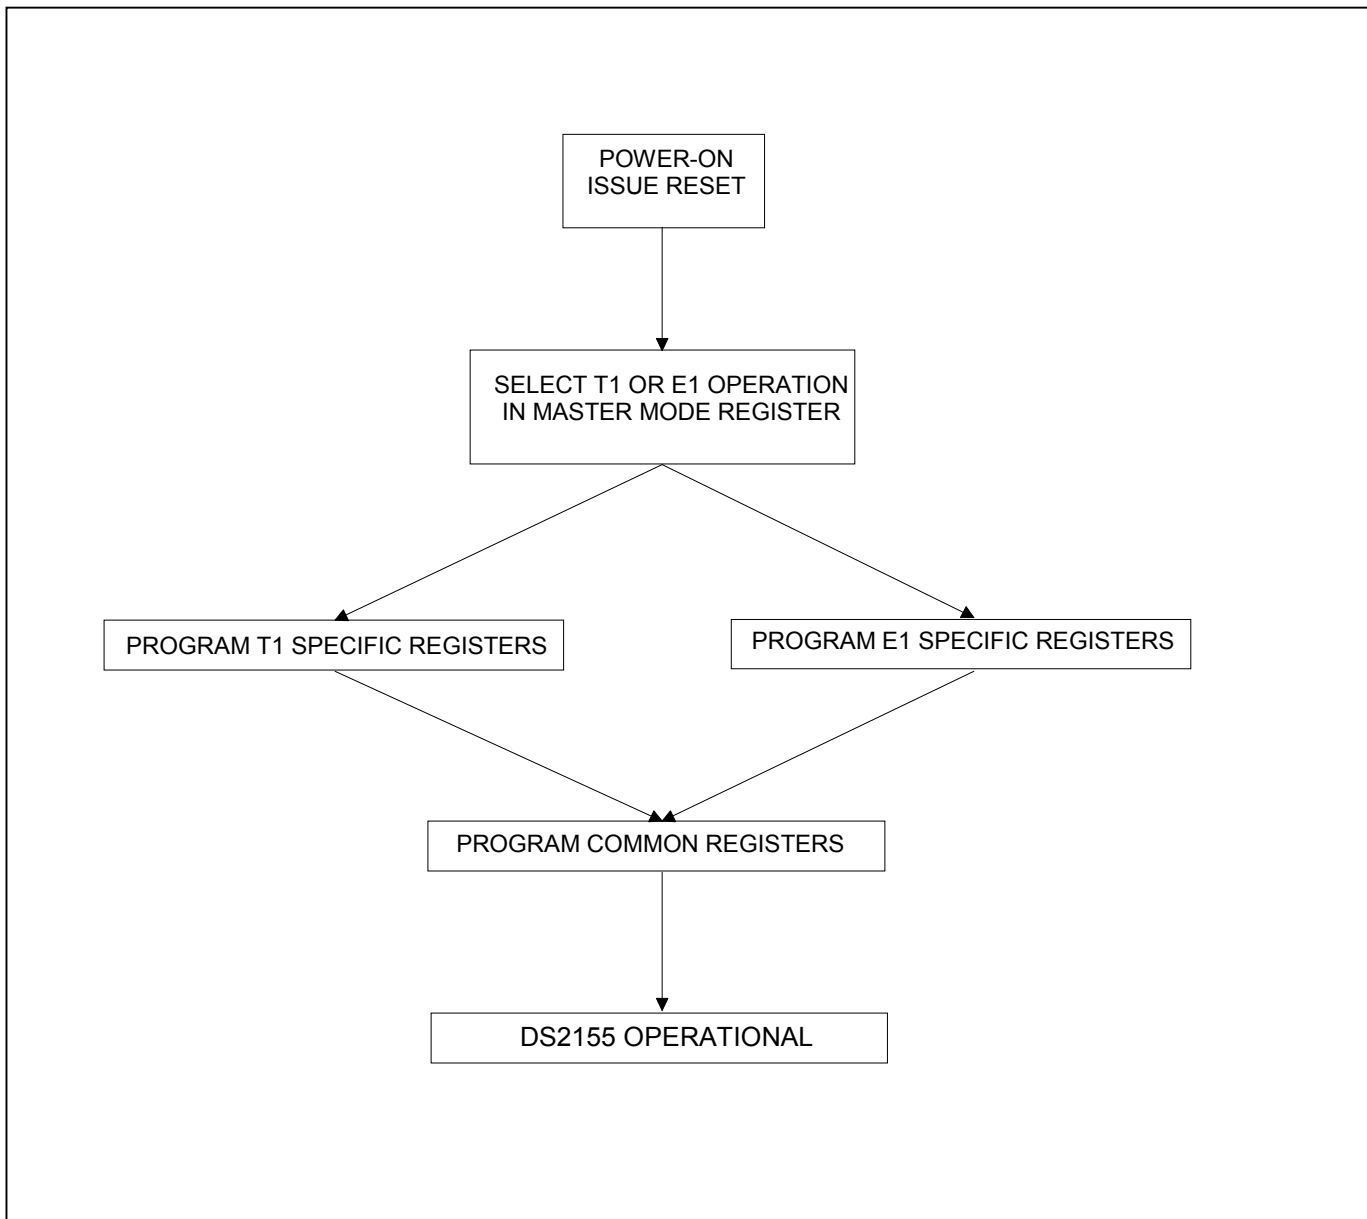 POWER-ON
ISSUE RESET
SELECT T1 OR E1 OPERATION
IN MASTER MODE REGISTER
PROGRAM T1 SPECIFIC REGISTERS
PROGRAM E1 SPECIFIC REGISTERS
PROGRAM COMMON REGISTERS
DS2155 OPERATIONAL